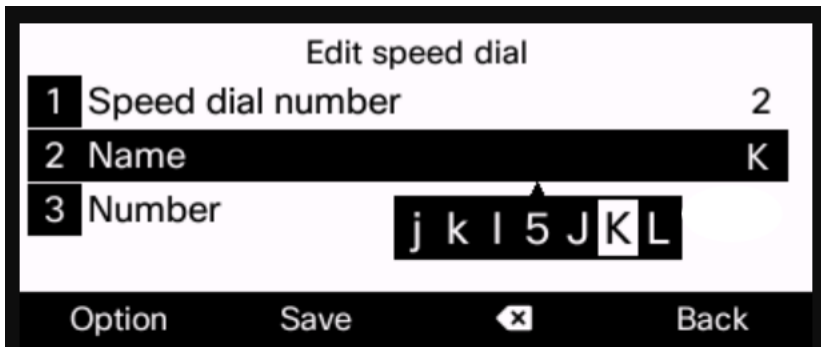 Edit speed dial
1 Speed dial number 2
2 Name K
3 Number
j k l 5 J K L
Option Save Back